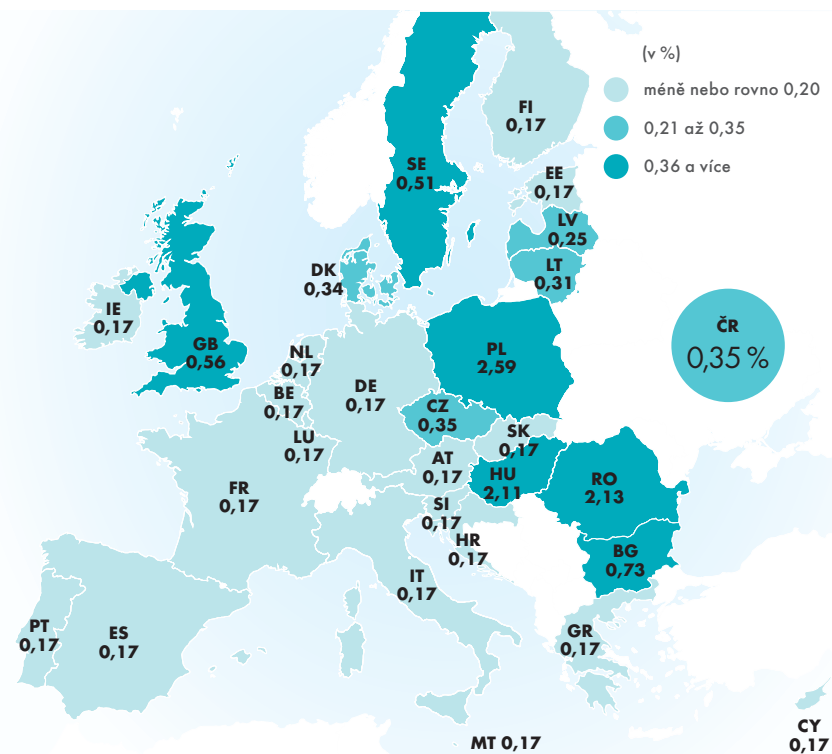 (v %)
méně nebo rovno 0,20
0,21 až 0,35
0,36 a více
FI
0,17
SE
0,51
EE
0,17
LV
0,25
LT
0,31
DK
0,34
IE
0,17
GB
0,56
NL
0,17
BE
0,17
LU
0,17
DE
0,17
PL
2,59
ČR
0,35 %
CZ
0,35
SK
0,17
AT
0,17
HU
2,11
RO
2,13
FR
0,17
SI
0,17
HR
0,17
BG
0,73
IT
0,17
PT
0,17
ES
0,17
GR
0,17
MT 0,17
CY
0,17